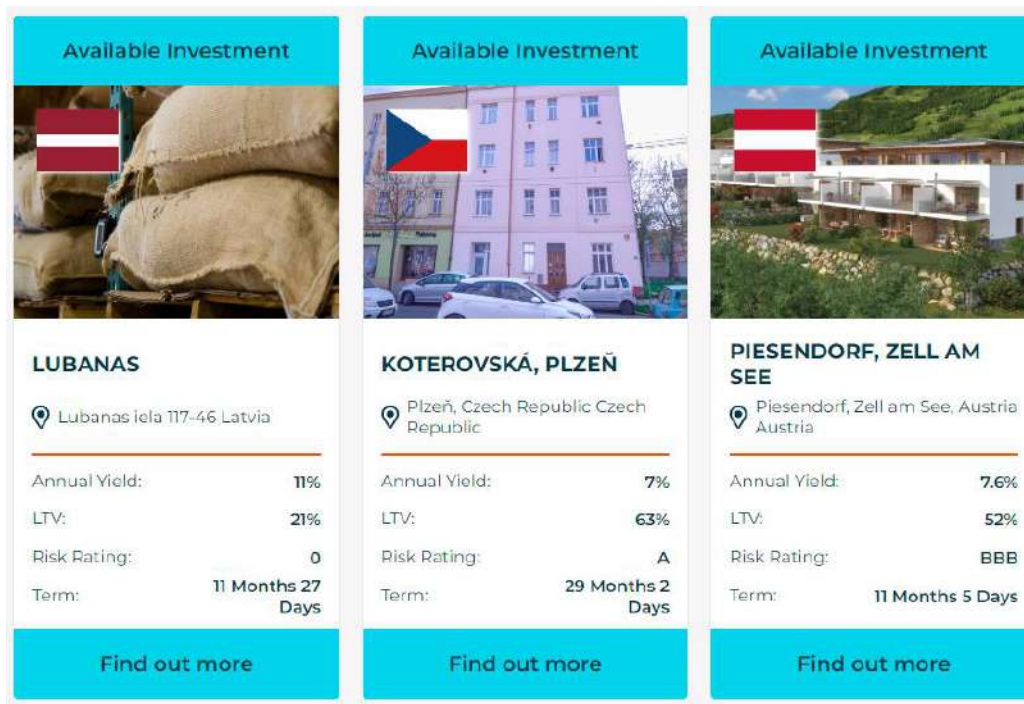 Available Investment
LUBANAS
Lubanas iela 117-46 Latvia
Annual Yield: 11%
LTV: 21%
Risk Rating: 0
Term: 11 Months 27
Days
Find out more
Available Investment
KOTEROVSKÁ, PLZEŇ
Plzeň, Czech Republic Czech
Republic
Annual Yield: 7%
LTV: 63%
Risk Rating: A
Term: 29 Months 2
Days
Find out more
Available Investment
PIESENDORF, ZELL AM
SEE
Piesendorf, Zell am See, Austria
Austria
Annual Yield: 7.6%
LTV: 52%
Risk Rating: BBB
Term: 11 Months 5 Days
Find out more